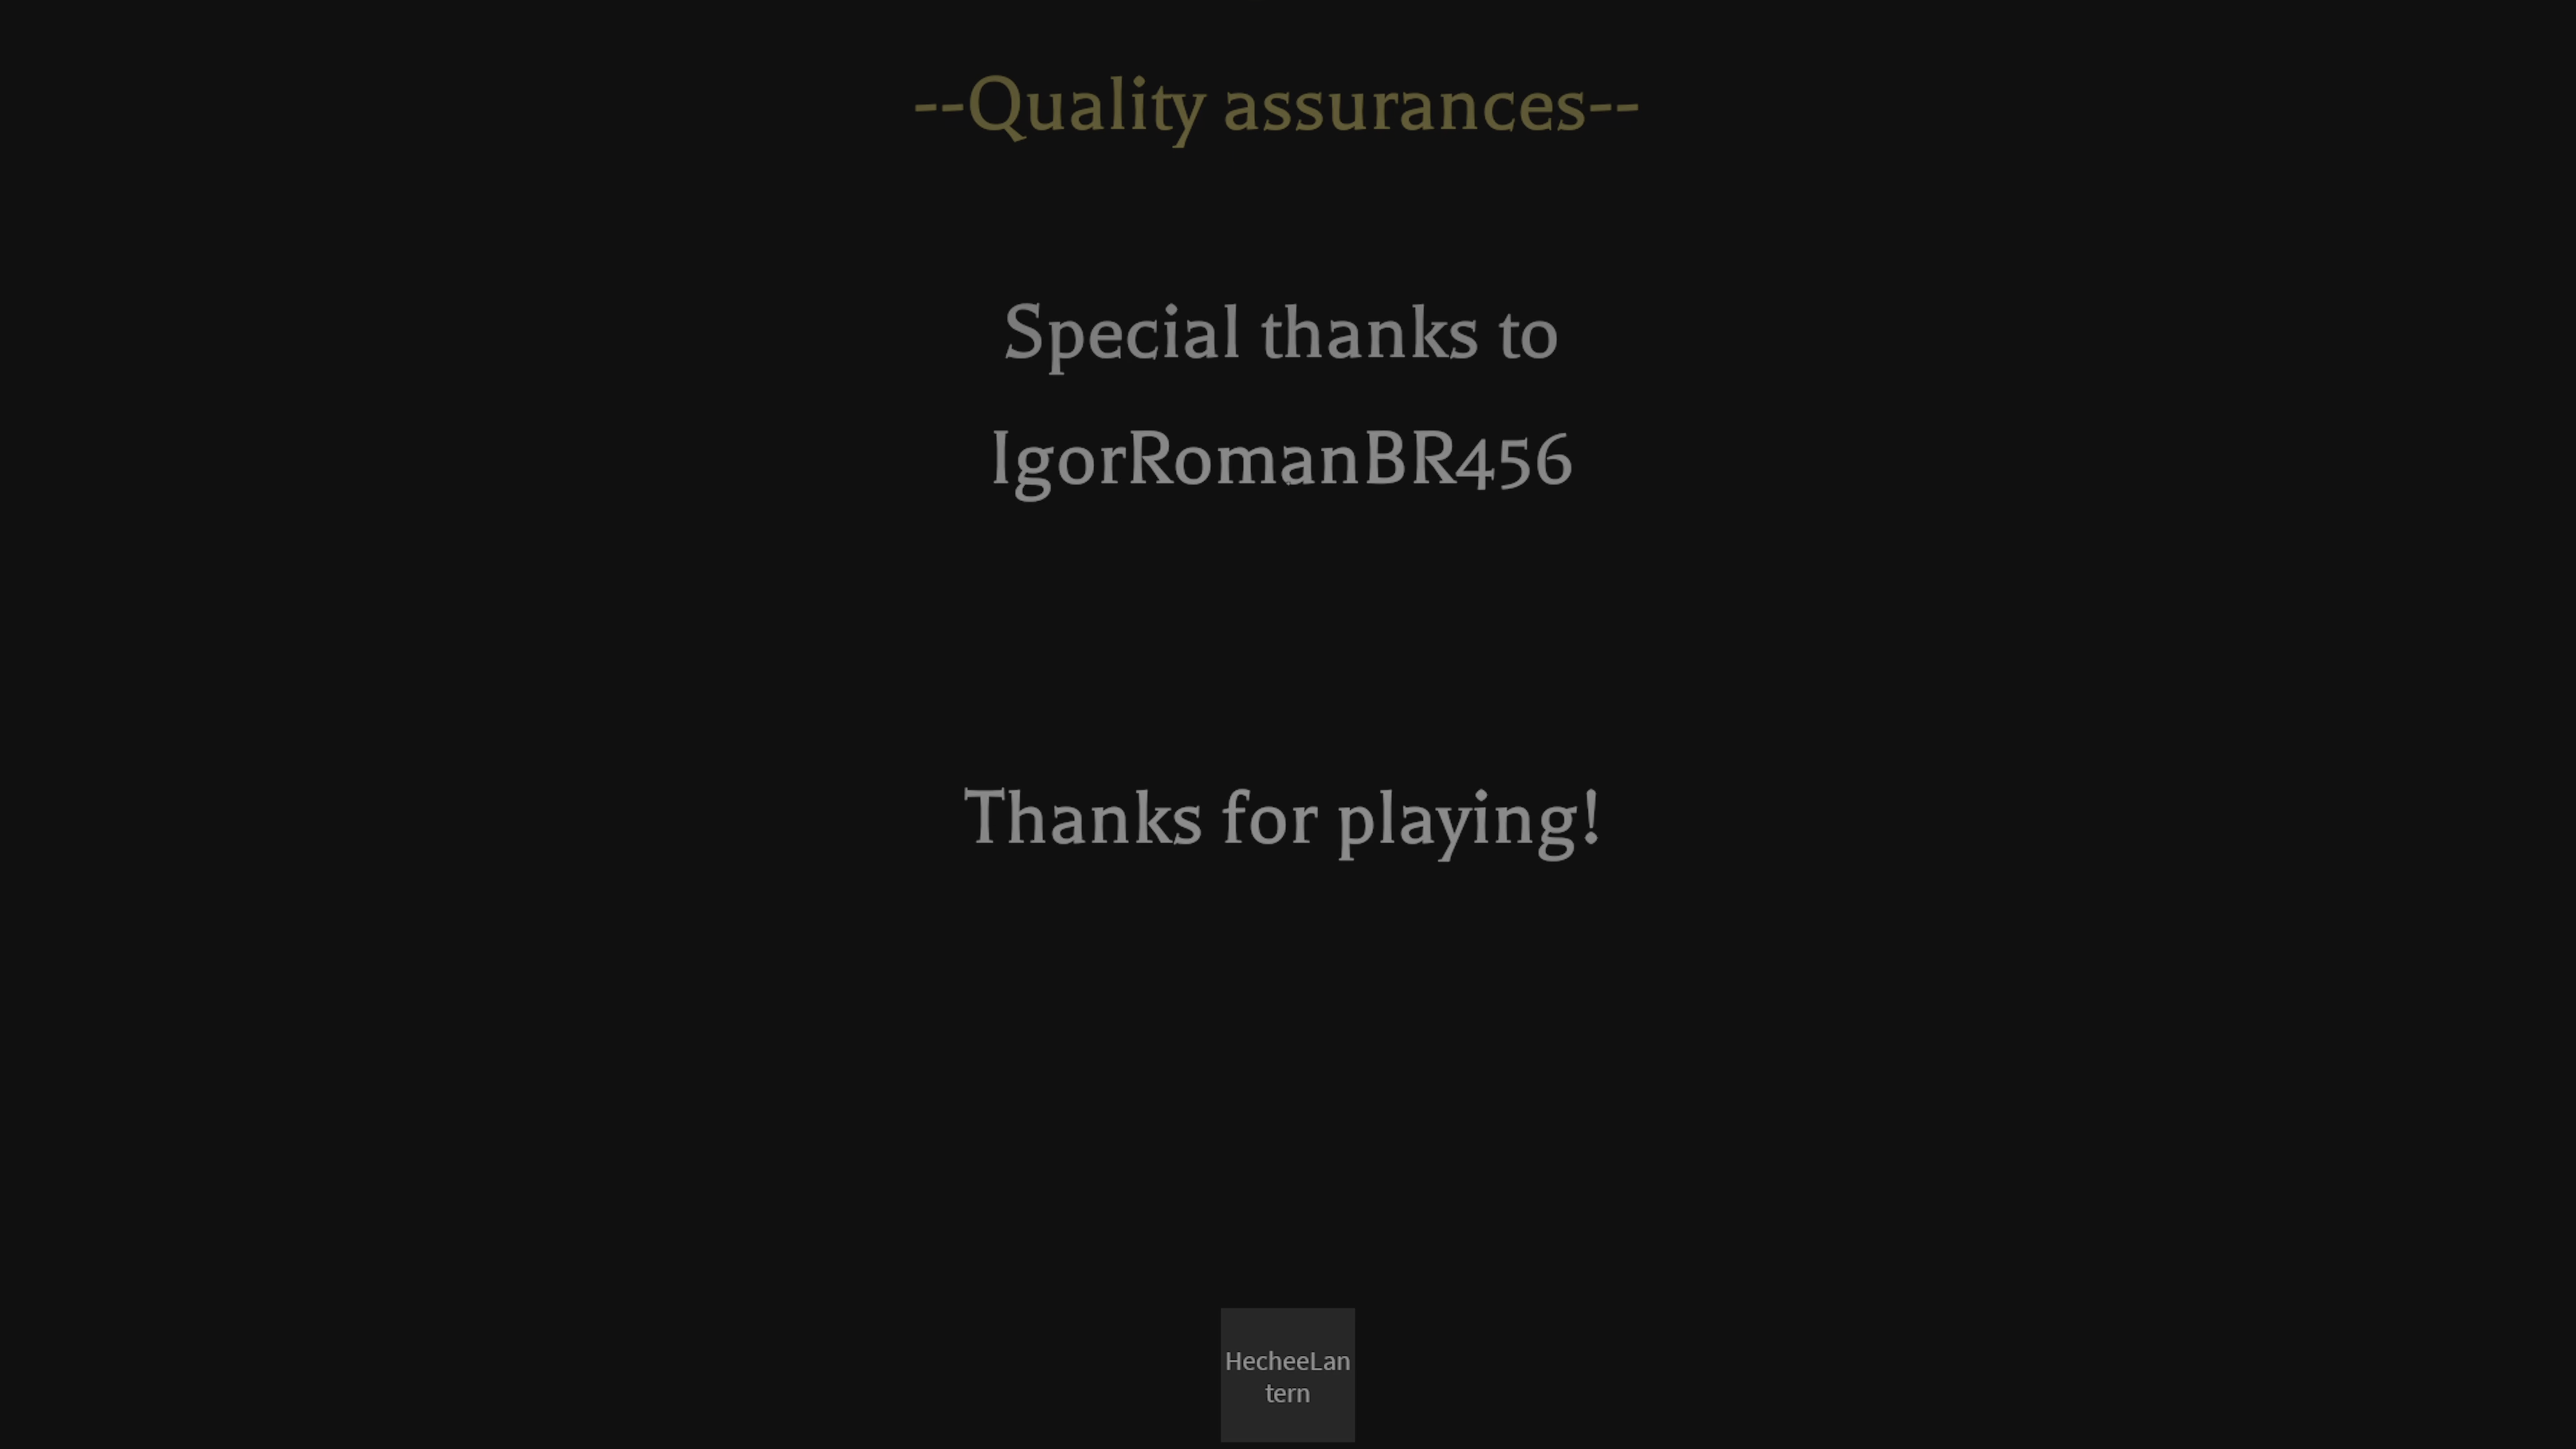 --Quality assurances--
Special thanks to
IgorRomanBR456
Thanks for playing!
HecheeLan
tern